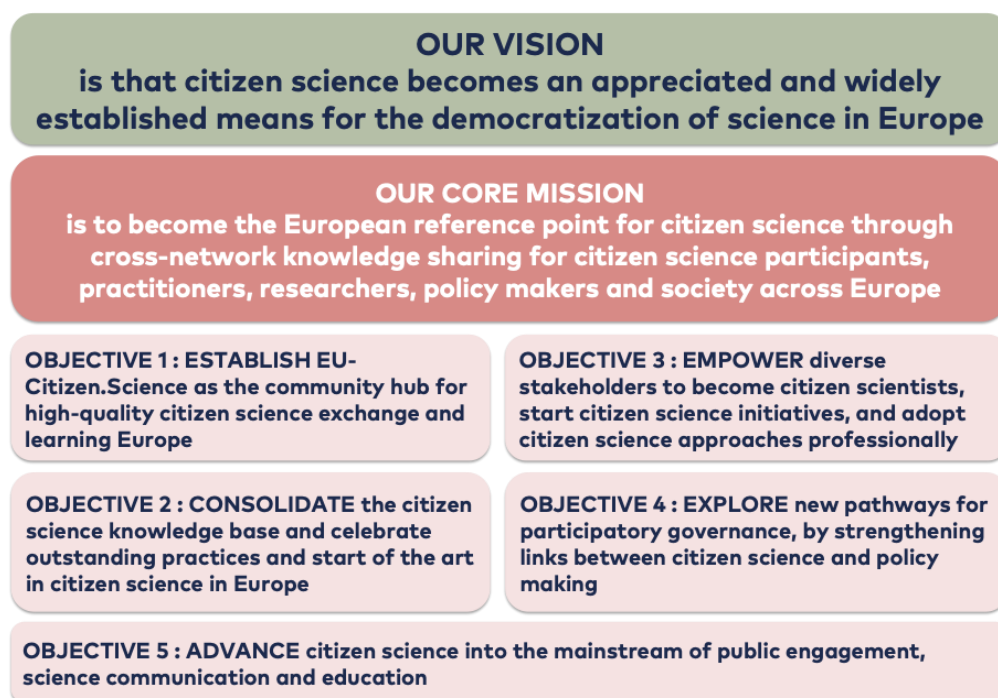 OUR VISION
is that citizen science becomes an appreciated and widely
established means for the democratization of science in Europe
OUR CORE MISSION
is to become the European reference point for citizen science through
cross-network knowledge sharing for citizen science participants,
practitioners, researchers, policy makers and society across Europe
OBJECTIVE 1 : ESTABLISH EU-
Citizen.Science as the community hub for
high-quality citizen science exchange and
learning Europe
OBJECTIVE 2 : CONSOLIDATE the citizen
science knowledge base and celebrate
outstanding practices and start of the art
in citizen science in Europe
OBJECTIVE 3 : EMPOWER diverse
stakeholders to become citizen scientists,
start citizen science initiatives, and adopt
citizen science approaches professionally
OBJECTIVE 4 : EXPLORE new pathways for
participatory governance, by strengthening
links between citizen science and policy
making
OBJECTIVE 5 : ADVANCE citizen science into the mainstream of public engagement,
science communication and education